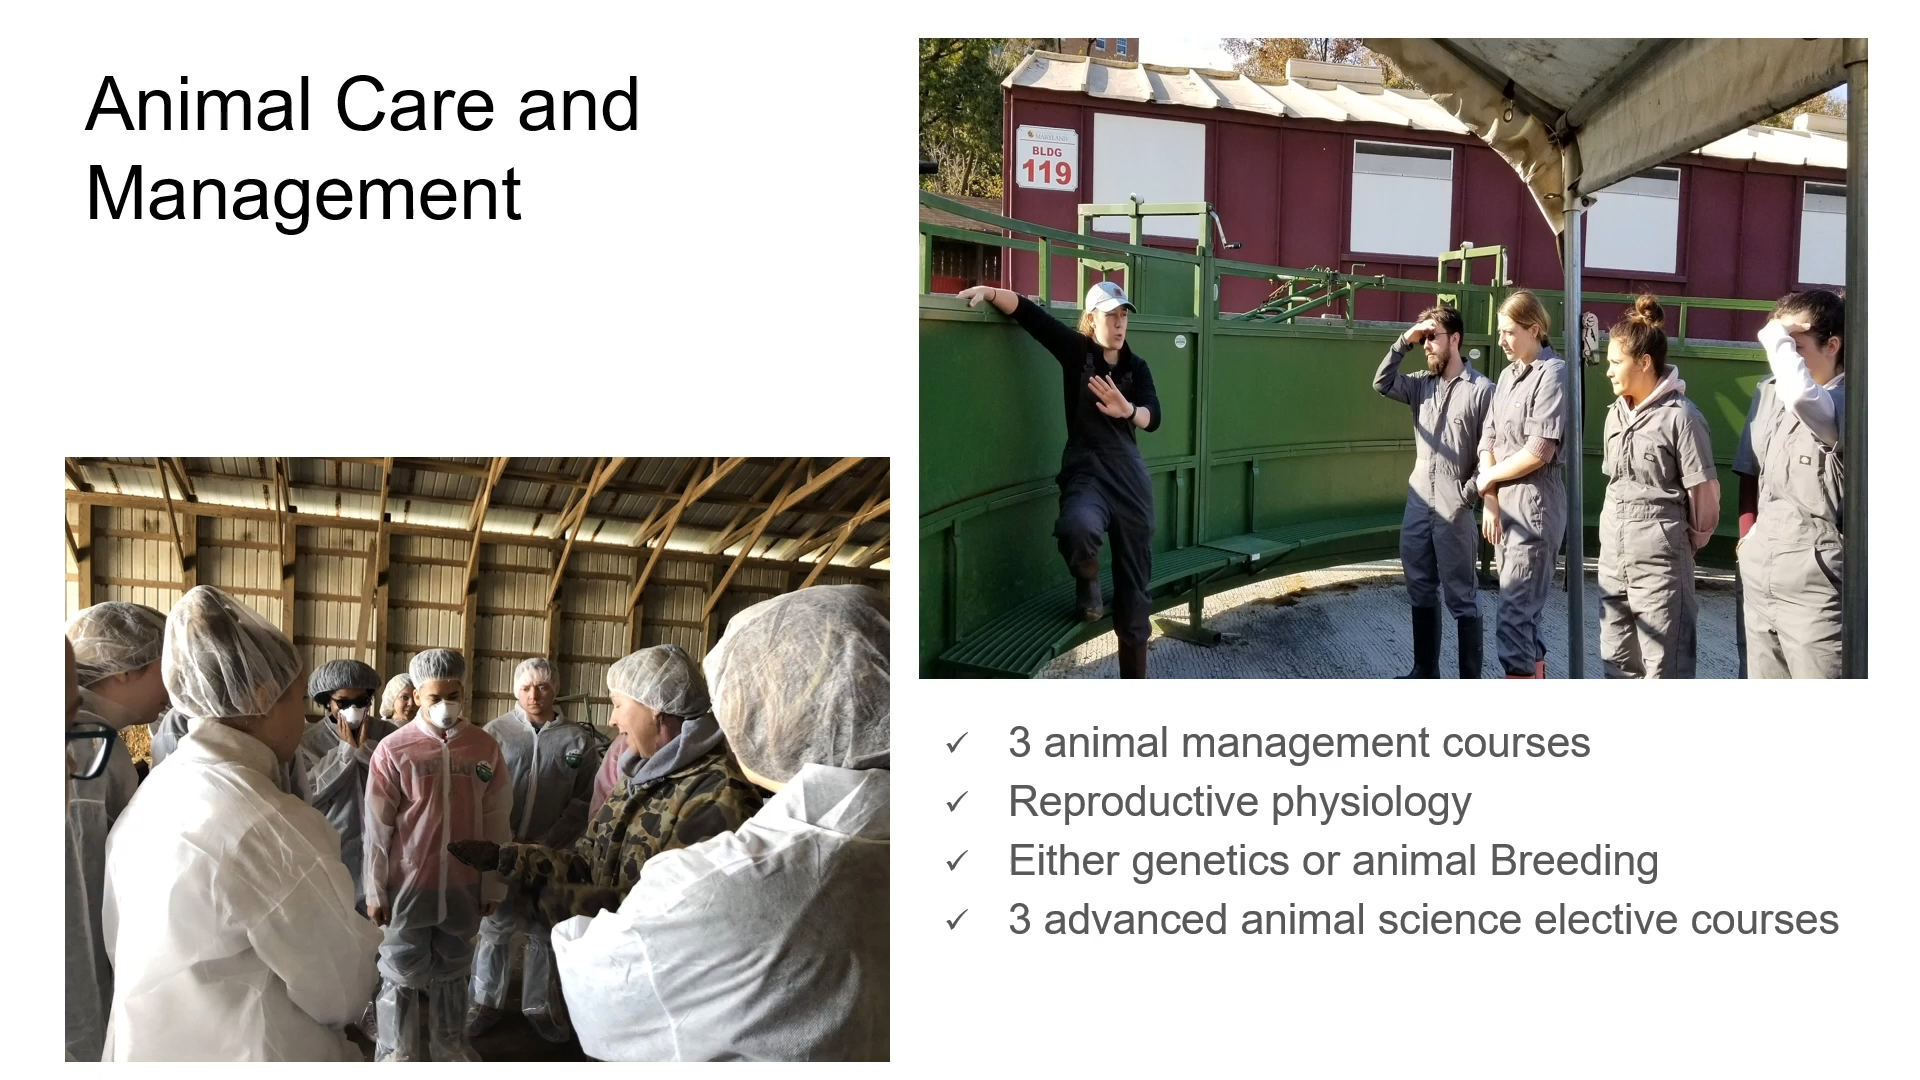 Animal Care and
Management
MARYLAND
BLDG
119
✓ 3 animal management courses
✓ Reproductive physiology
✓ Either genetics or animal Breeding
✓ 3 advanced animal science elective courses